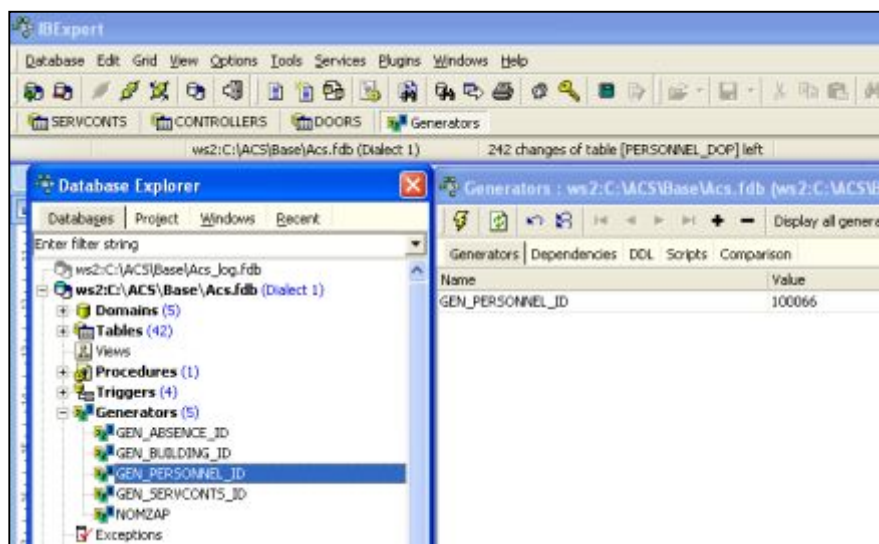 IBExpert
Database Edit Grid View Options Tools Services Plugins Windows Help
SERVCONTS CONTROLLERS DOORS Generators
ws2:C:\ACS\Base\Acs.fdb (Dialect 1) 242 changes of table [PERSONNEL_DOP] left
Database Explorer
Databases Project Windows Recent
Enter filter string
ws2:C:\ACS\Base\Acs_log.fdb
ws2:C:\ACS\Base\Acs.fdb (Dialect 1)
Domains (5)
Tables (42)
Views
Procedures (1)
Triggers (4)
Generators (5)
GEN_ABSENCE_ID
GEN_BUILDING_ID
GEN_PERSONNEL_ID
GEN_SERVCONTS_ID
NOMZAP
Exceptions
Generators : ws2:C:\ACS\Base\Acs.fdb (ws2:C:\ACS\B
Display all genera
Generators Dependencies DDL Scripts Comparison
Name Value
GEN_PERSONNEL_ID 100066